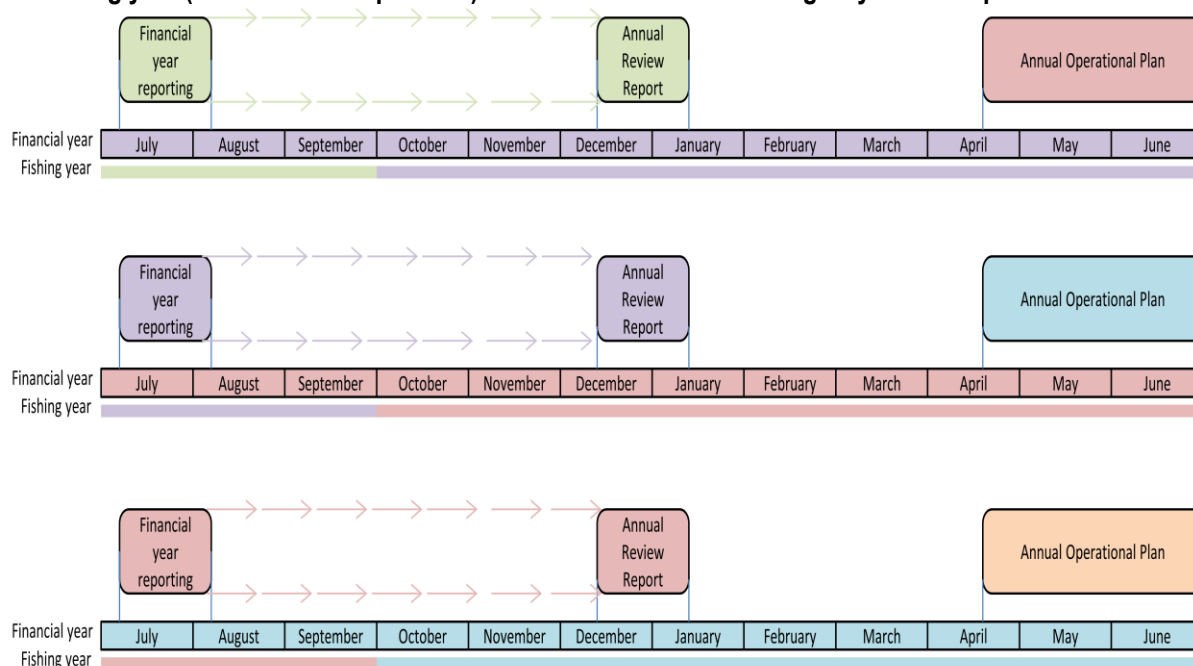 Financial
year
reporting
Annual
Review
Report
Annual Operational Plan
Financial year July August September October November December January February March April May June
Fishing year
Financial
year
reporting
Annual
Review
Report
Annual Operational Plan
Financial year July August September October November December January February March April May June
Fishing year
Financial
year
reporting
Annual
Review
Report
Annual Operational Plan
Financial year July August September October November December January February March April May June
Fishing year